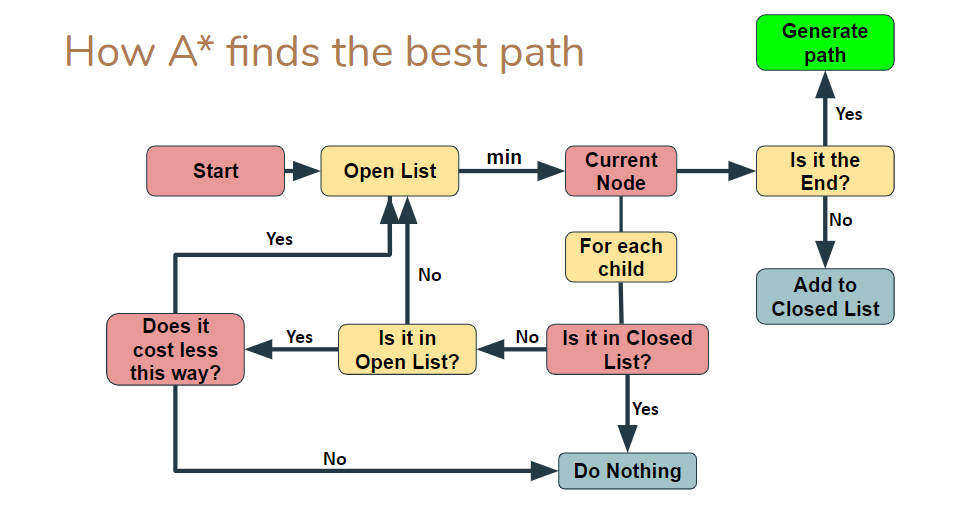 How A* finds the best path
Generate
path
Yes
Start
Open List
min
Current
Node
Is it the
End?
No
Yes
For each
child
No
Add to
Closed List
Does it
cost less
this way?
Yes
Is it in
Open List?
No
Is it in Closed
List?
Yes
No
Do Nothing